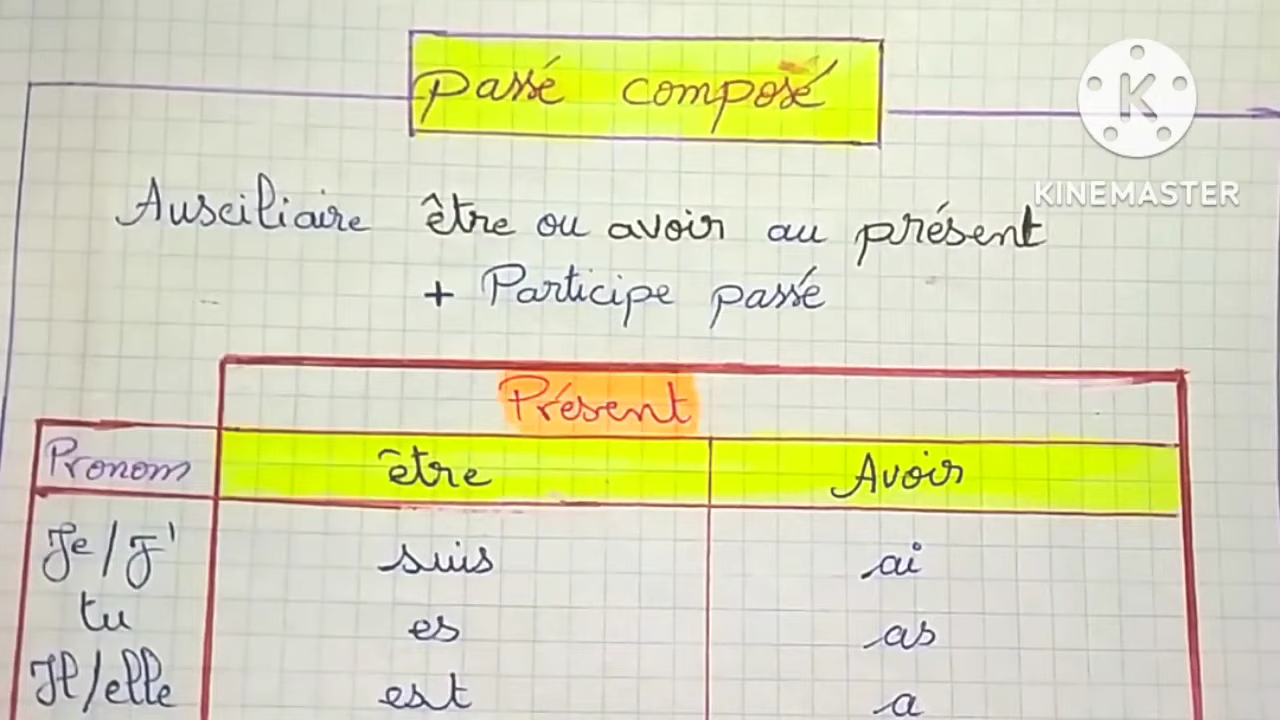 Passé composé
K
KINEMASTER
Auxiliaire être ou avoir au présent
+ Participe passé
Présent
Pronom être Avoir
Je/J' suis ai
tu es as
Il/elle est a